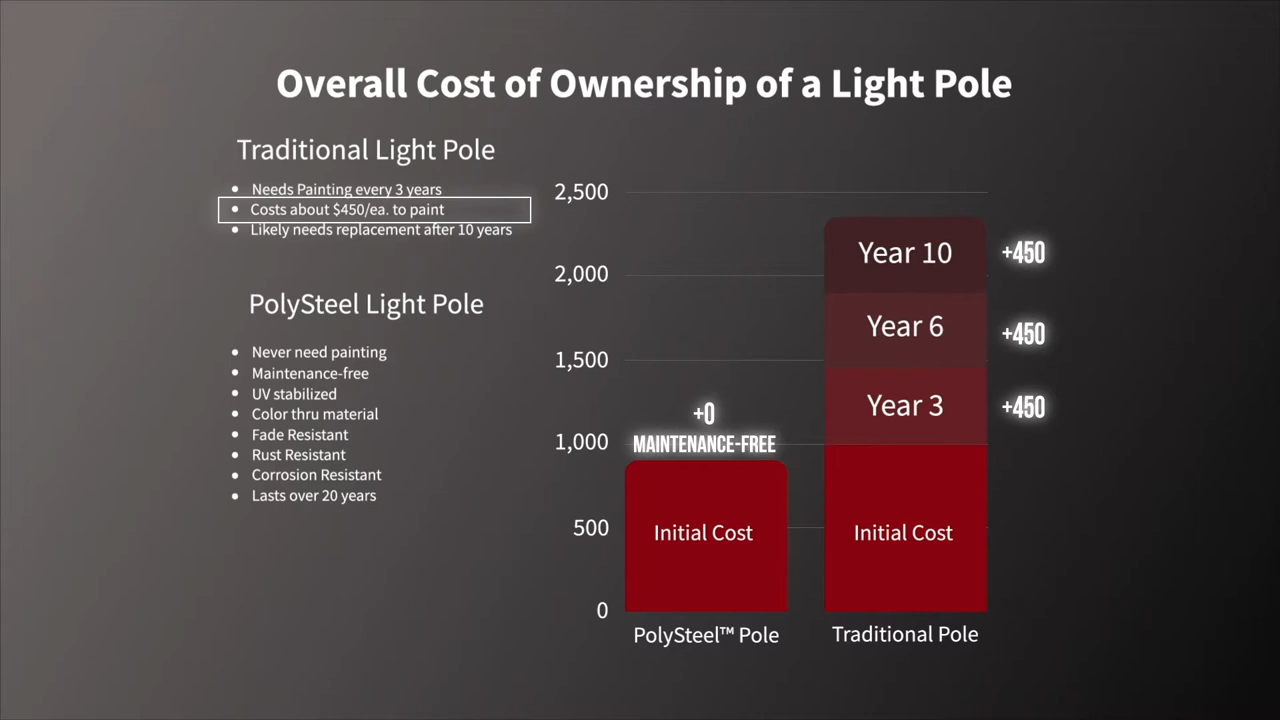 Overall Cost of Ownership of a Light Pole
Traditional Light Pole
Needs Painting every 3 years
Costs about $450/ea. to paint
Likely needs replacement after 10 years
PolySteel Light Pole
Never need painting
Maintenance-free
UV stabilized
Color thru material
Fade Resistant
Rust Resistant
Corrosion Resistant
Lasts over 20 years
2,500
2,000
1,500
1,000
500
0
+0
MAINTENANCE-FREE
Initial Cost
PolySteel™ Pole
Year 10
+450
Year 6
+450
Year 3
+450
Initial Cost
Traditional Pole